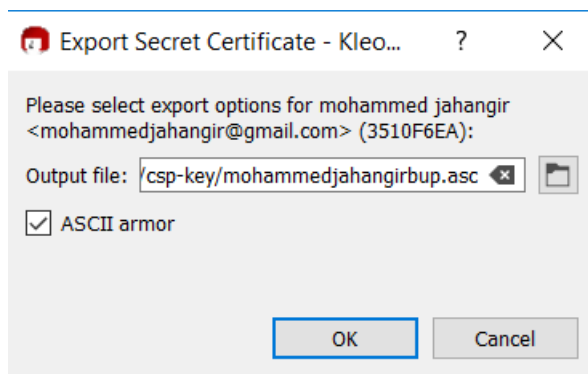 Export Secret Certificate - Kleo... ?
Please select export options for mohammed jahangir
<mohammedjahangir@gmail.com> (3510F6EA):
Output file: /csp-key/mohammedjahangirbup.asc
ASCII armor
OK Cancel